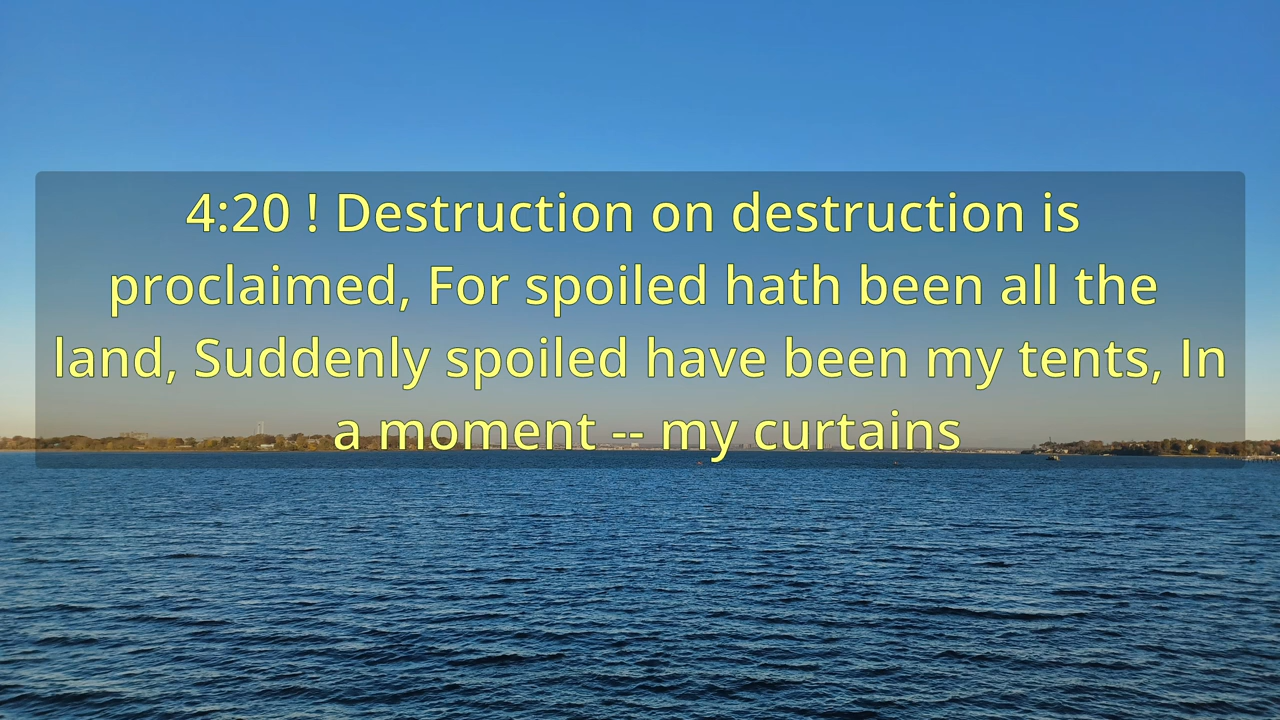 4:20 ! Destruction on destruction is
proclaimed, For spoiled hath been all the
land, Suddenly spoiled have been my tents, In
a moment -- my curtains